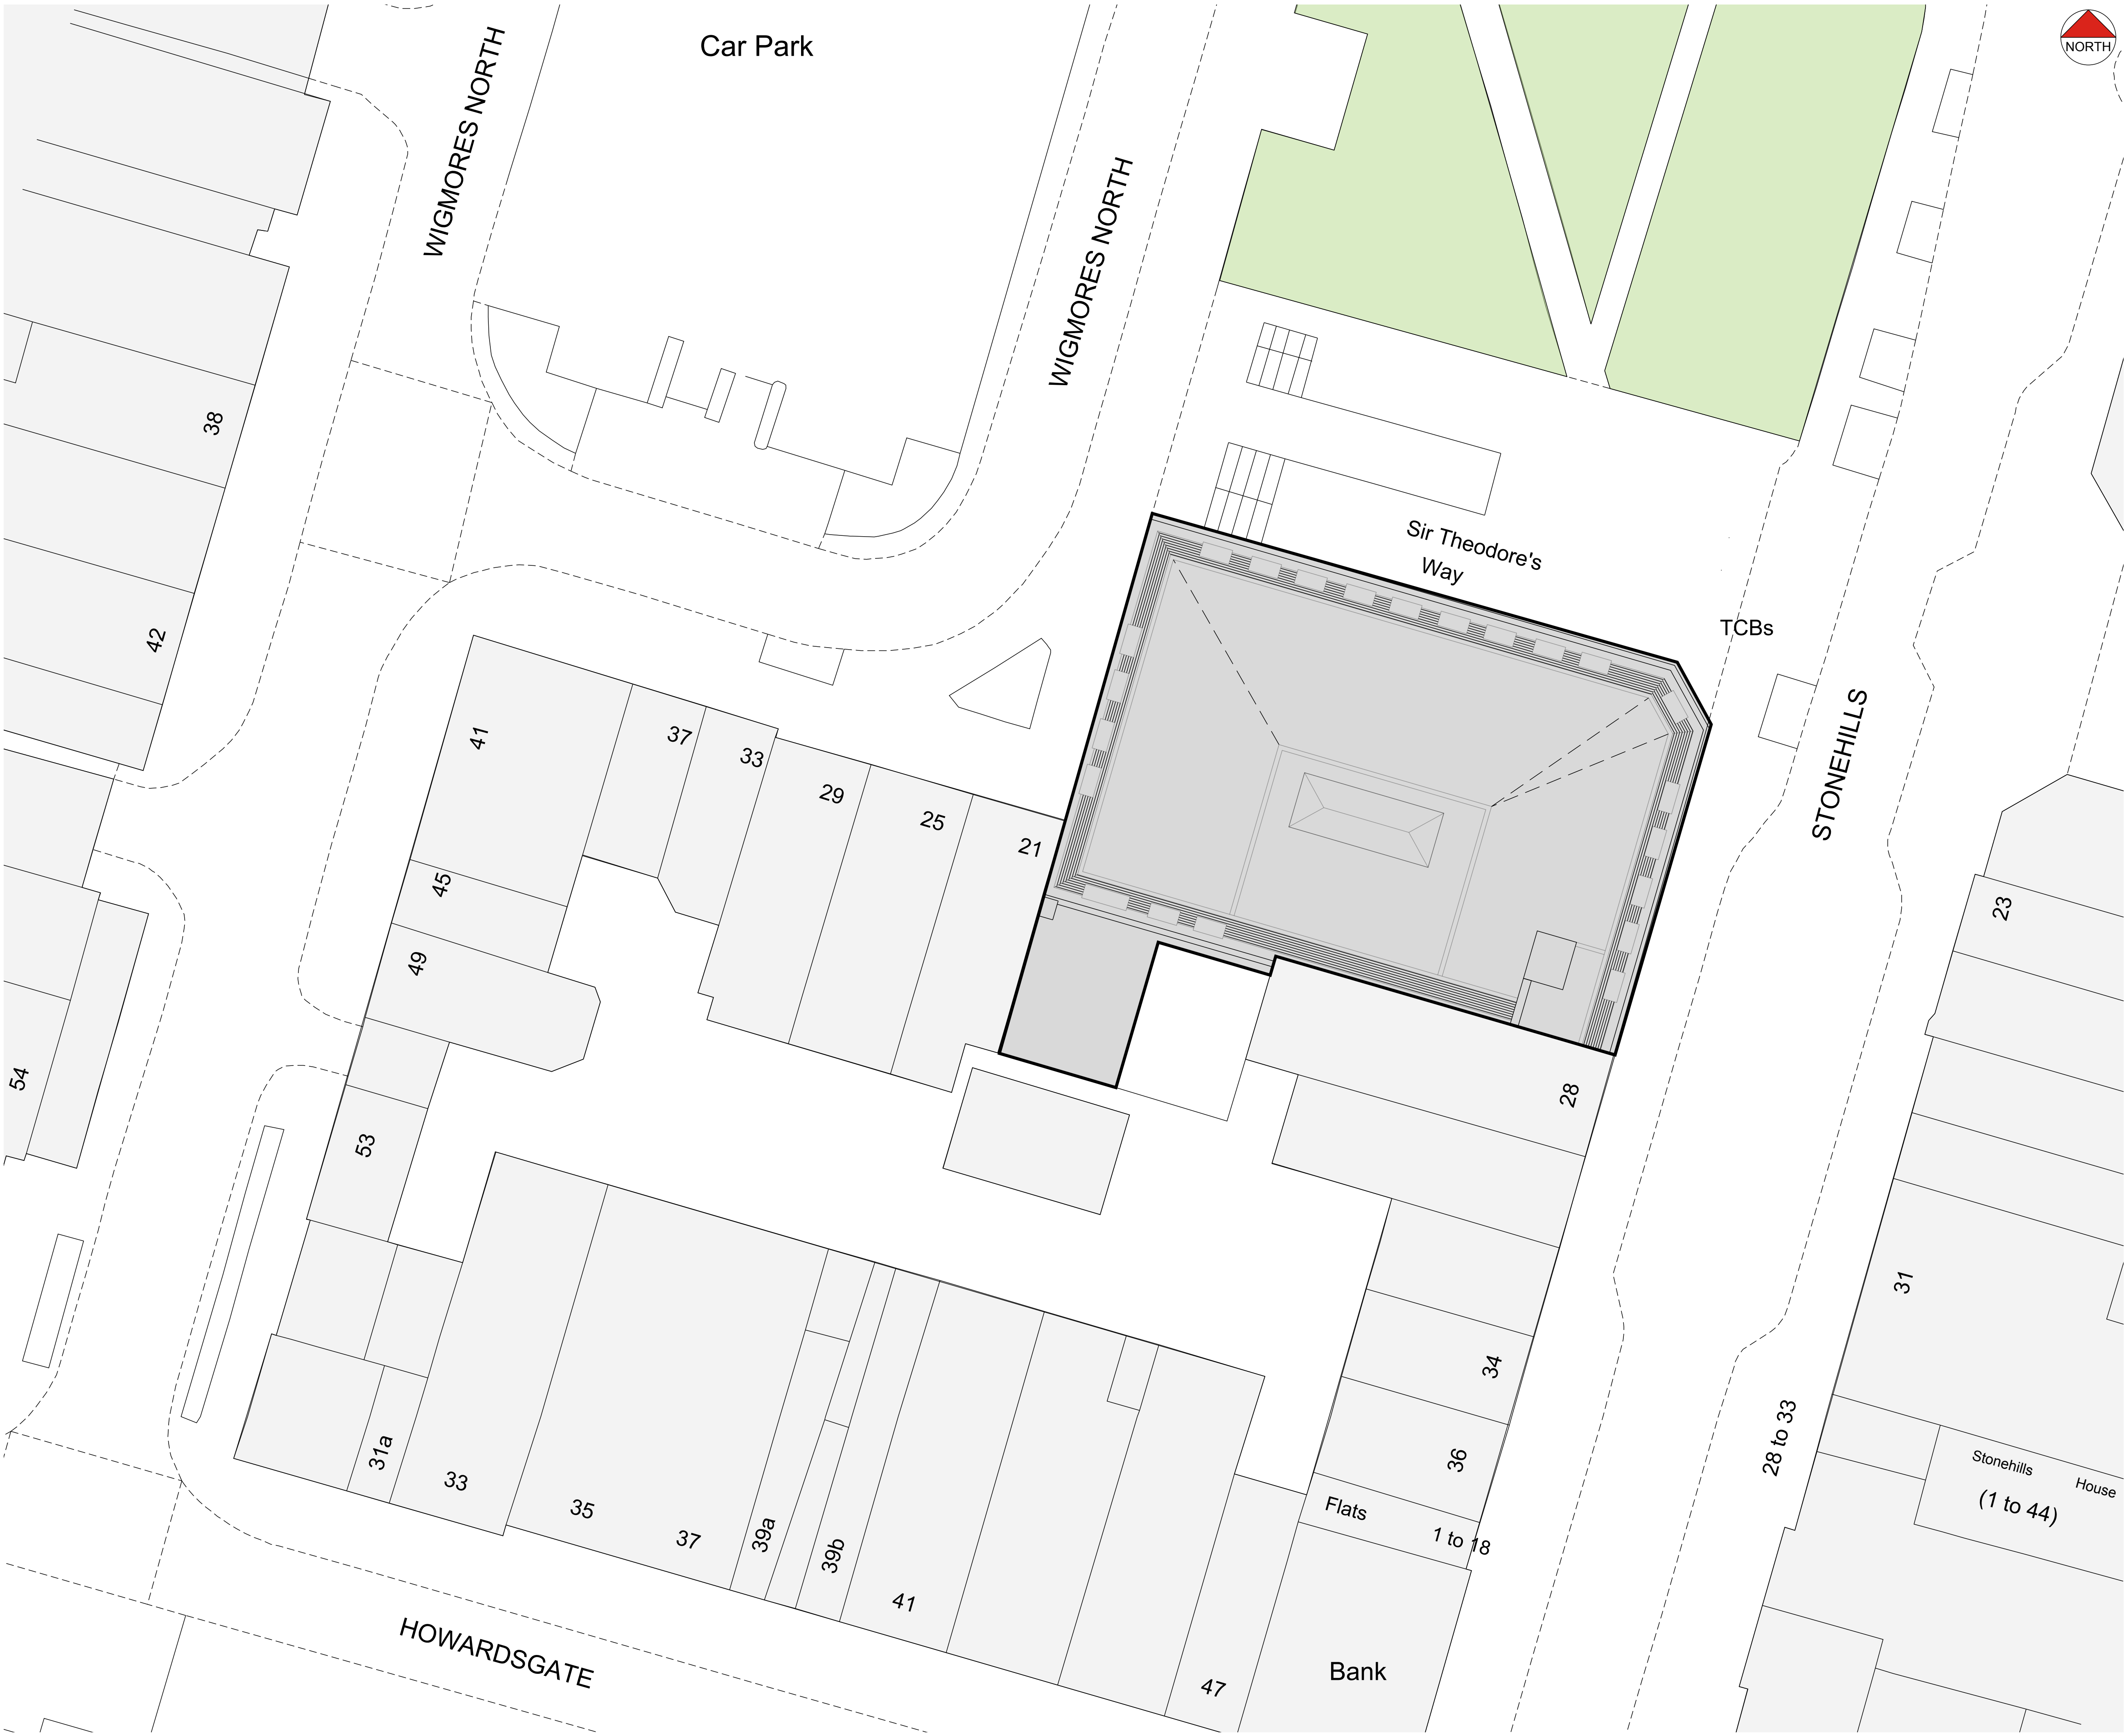 Car Park
NORTH
WIGMORES NORTH
WIGMORES NORTH
38
Sir Theodore's
Way
TCBs
42
STONEHILLS
41
37
33
29
25
21
45
49
23
54
53
28
31
34
36
28 to 33
Stonehills
House
(1 to 44)
Flats
1 to 18
31a
33
35
37
39a
39b
41
HOWARDSGATE
Bank
47